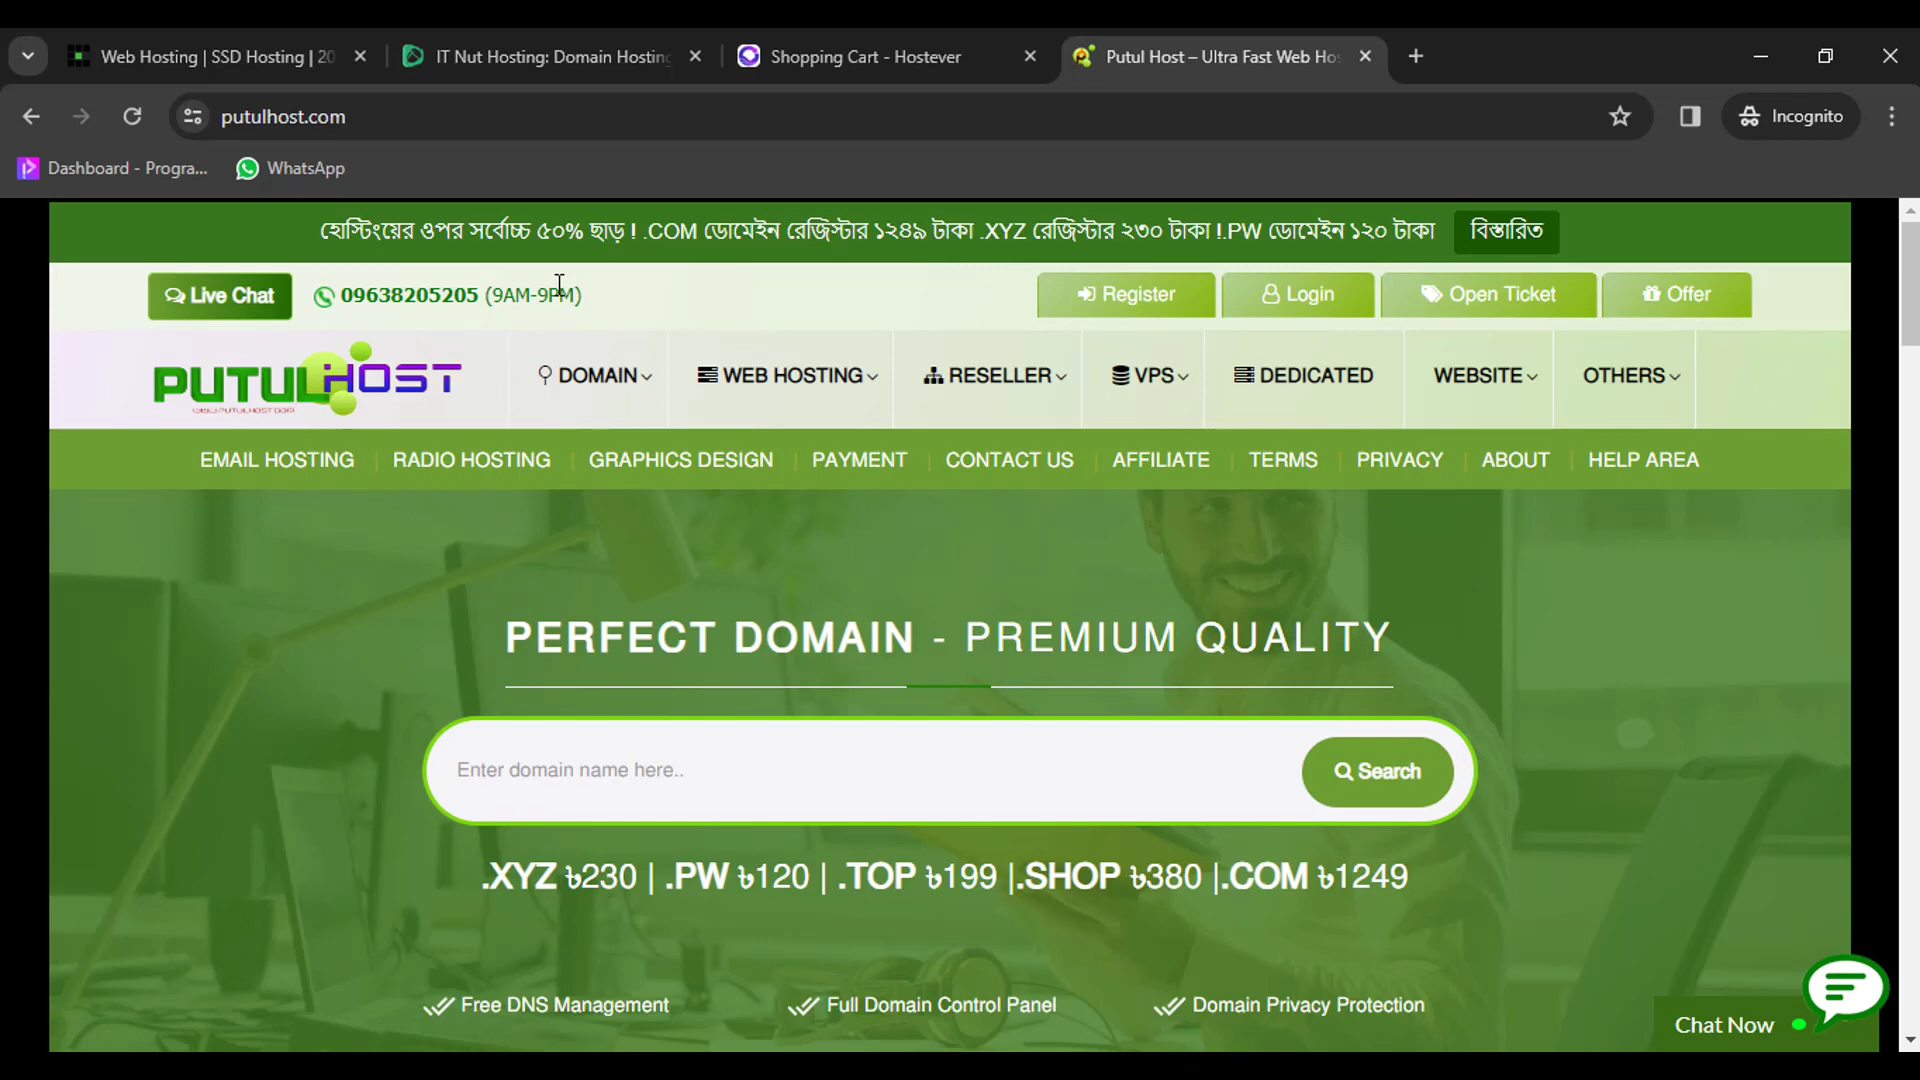 Web Hosting | SSD Hosting | 20
IT Nut Hosting: Domain Hosting
Shopping Cart - Hostever
Putul Host – Ultra Fast Web Hos
putulhost.com
Incognito
Dashboard - Progra...
WhatsApp
হোস্টিংয়ের ওপর সর্বোচ্চ ৫০% ছাড় ! .COM ডোমেইন রেজিস্টার ১২৪৯ টাকা .XYZ রেজিস্টার ২৩০ টাকা !.PW ডোমেইন ১২০ টাকা
বিস্তারিত
Live Chat
09638205205 (9AM-9PM)
Register
Login
Open Ticket
Offer
PUTULHOST
DOMAIN
WEB HOSTING
RESELLER
VPS
DEDICATED
WEBSITE
OTHERS
EMAIL HOSTING
RADIO HOSTING
GRAPHICS DESIGN
PAYMENT
CONTACT US
AFFILIATE
TERMS
PRIVACY
ABOUT
HELP AREA
PERFECT DOMAIN - PREMIUM QUALITY
Enter domain name here..
Search
.XYZ ৳230 | .PW ৳120 | .TOP ৳199 |.SHOP ৳380 |.COM ৳1249
Free DNS Management
Full Domain Control Panel
Domain Privacy Protection
Chat Now